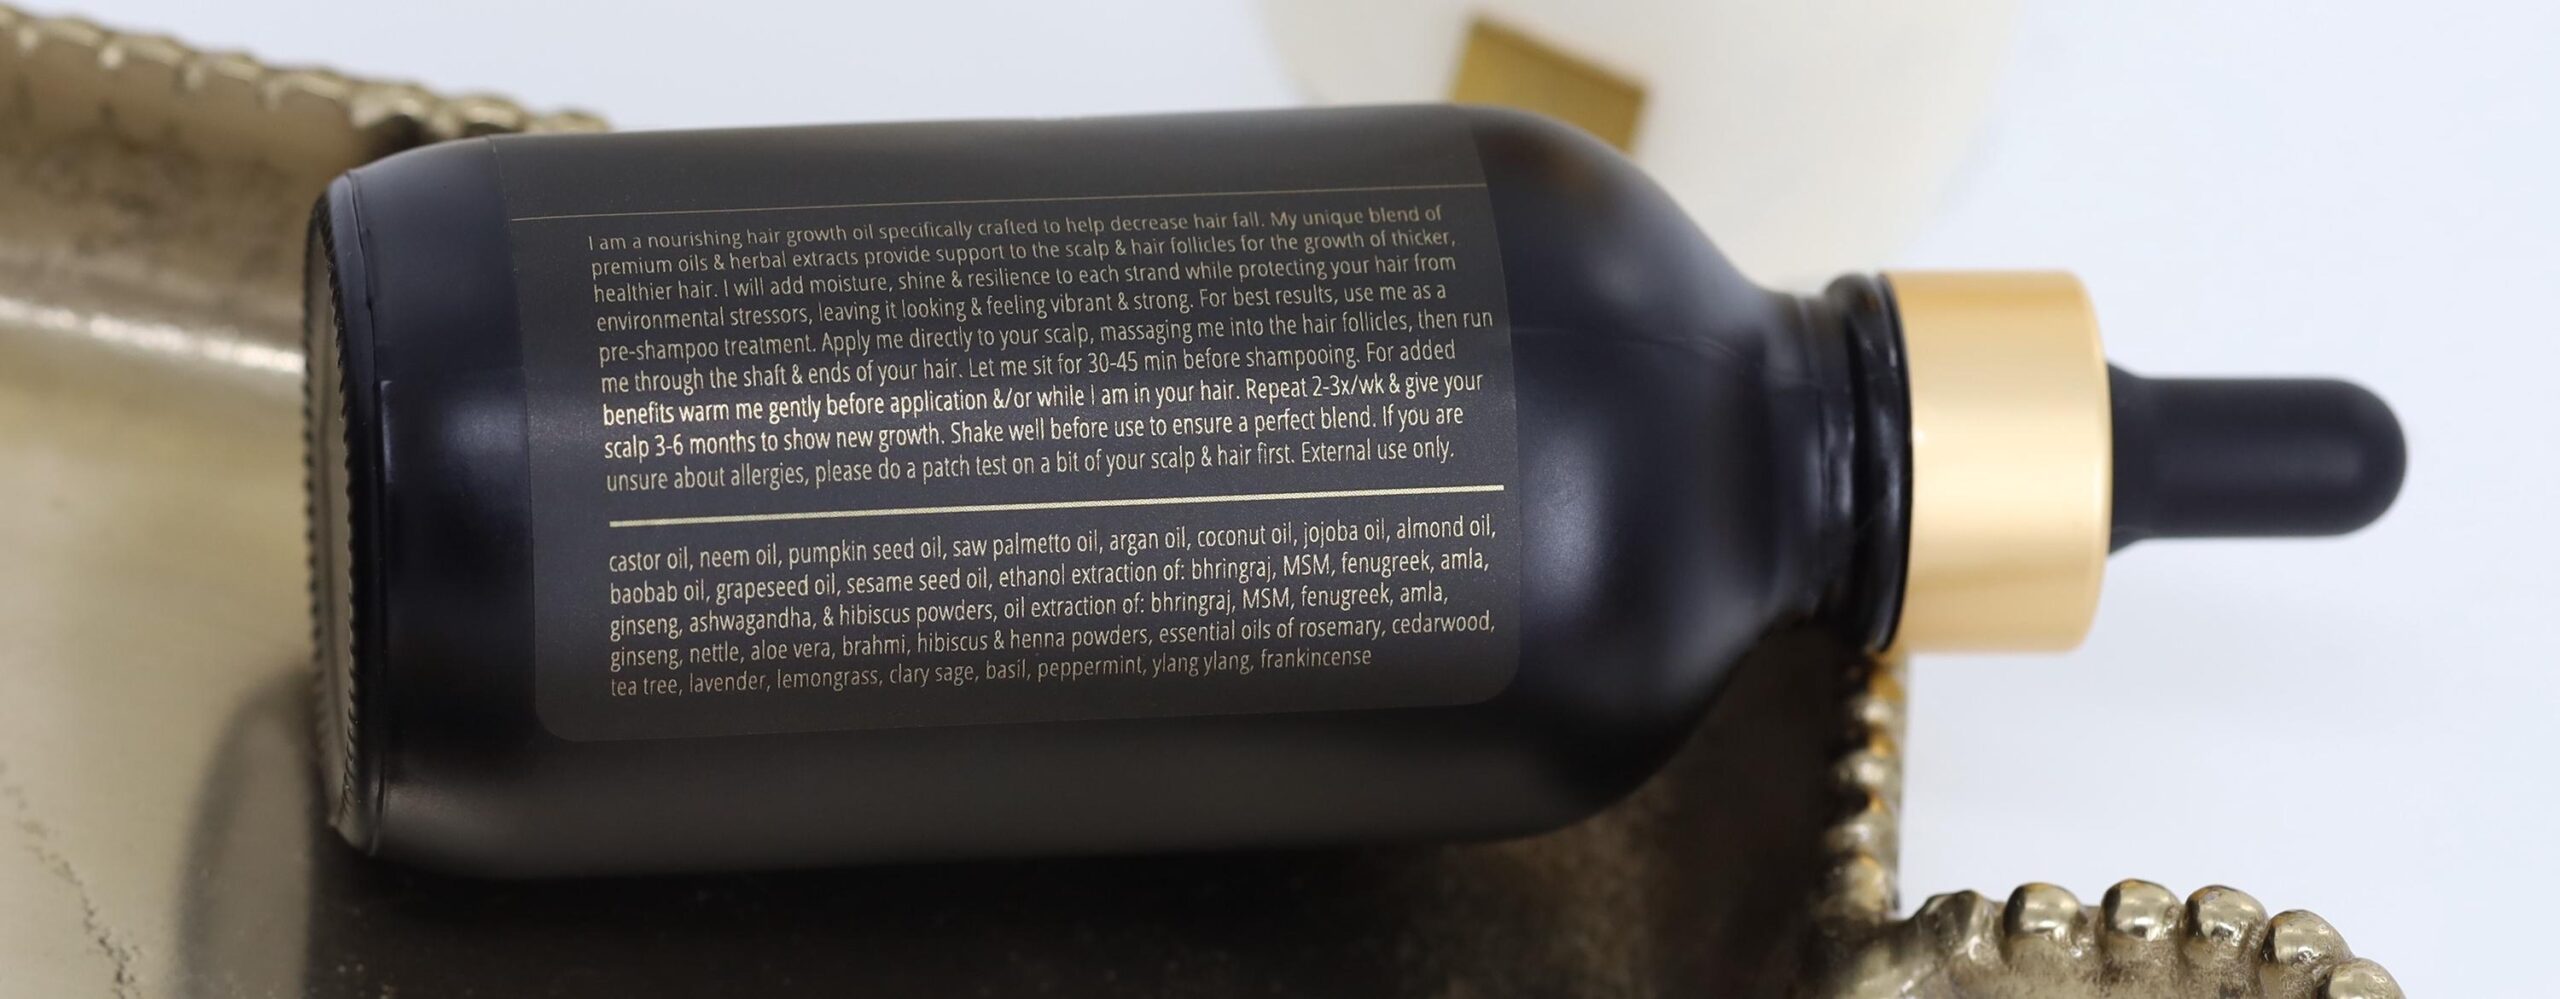 I am a nourishing hair growth oil specifically crafted to help decrease hair fall. My unique blend of
premium oils & herbal extracts provide support to the scalp & hair follicles for the growth of thicker,
healthier hair. I will add moisture, shine & resilience to each strand while protecting your hair from
environmental stressors, leaving it looking & feeling vibrant & strong. For best results, use me as a
pre-shampoo treatment. Apply me directly to your scalp, massaging me into the hair follicles, then run
me through the shaft & ends of your hair. Let me sit for 30-45 min before shampooing. For added
benefits warm me gently before application &/or while I am in your hair. Repeat 2-3x/wk & give your
scalp 3-6 months to show new growth. Shake well before use to ensure a perfect blend. If you are
unsure about allergies, please do a patch test on a bit of your scalp & hair first. External use only.
castor oil, neem oil, pumpkin seed oil, saw palmetto oil, argan oil, coconut oil, jojoba oil, almond oil,
baobab oil, grapeseed oil, sesame seed oil, ethanol extraction of: bhringraj, MSM, fenugreek, amla,
ginseng, ashwagandha, & hibiscus powders, oil extraction of: bhringraj, MSM, fenugreek, amla,
ginseng, nettle, aloe vera, brahmi, hibiscus & henna powders, essential oils of rosemary, cedarwood,
tea tree, lavender, lemongrass, clary sage, basil, peppermint, ylang ylang, frankincense